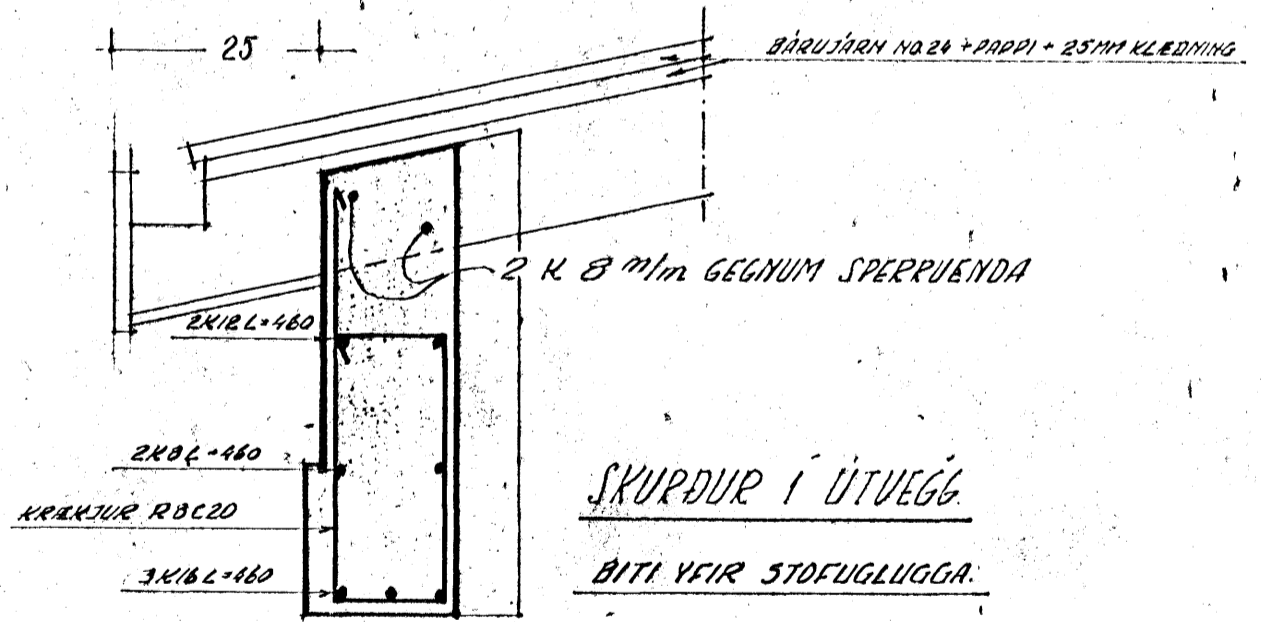 25
BÁRUJÁRN NO.24 + PAPPI + 25MM KLÆÐNING
2 K 8 m/m GEGNUM SPERRUENDA
2K12 L=460
2K8 L=460
KRÆKJUR R8C20
3K16 L=460
SKURÐUR Í ÚTVEGG.
BITI YFIR STOFUGLUGGA.